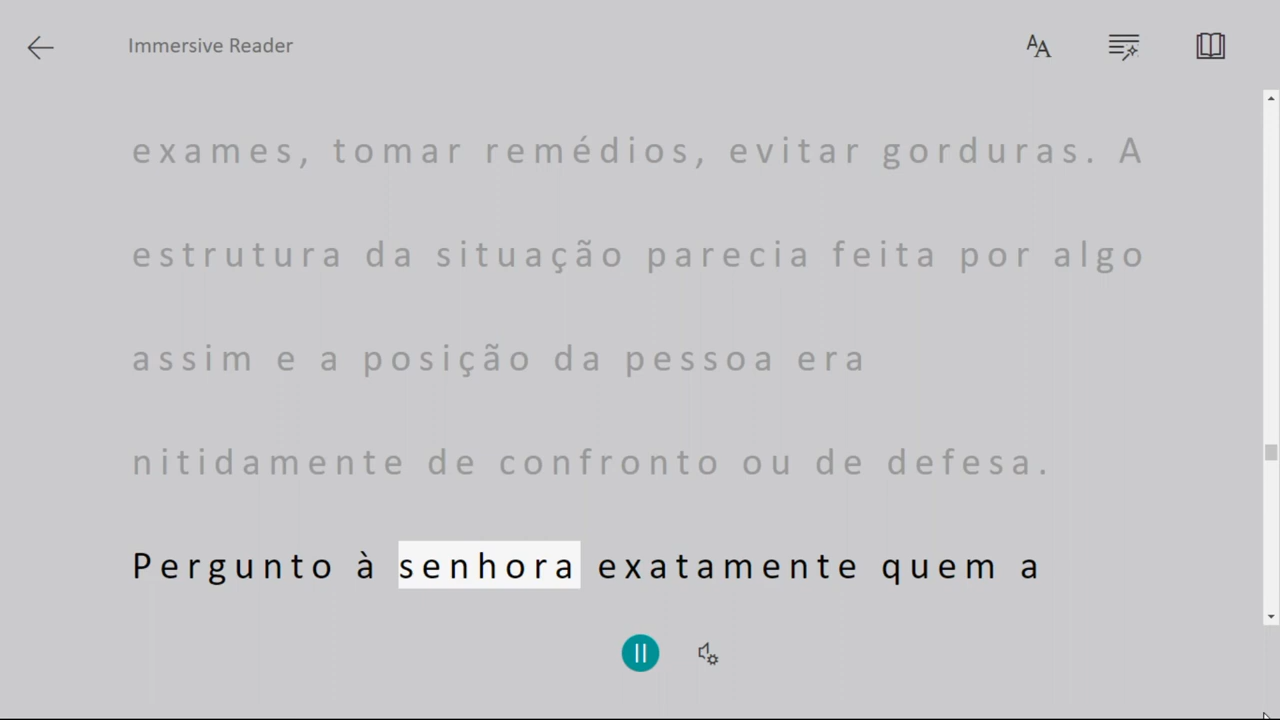 Immersive Reader
exames, tomar remédios, evitar gorduras. A
estrutura da situação parecia feita por algo
assim e a posição da pessoa era
nitidamente de confronto ou de defesa.
Pergunto à senhora exatamente quem a